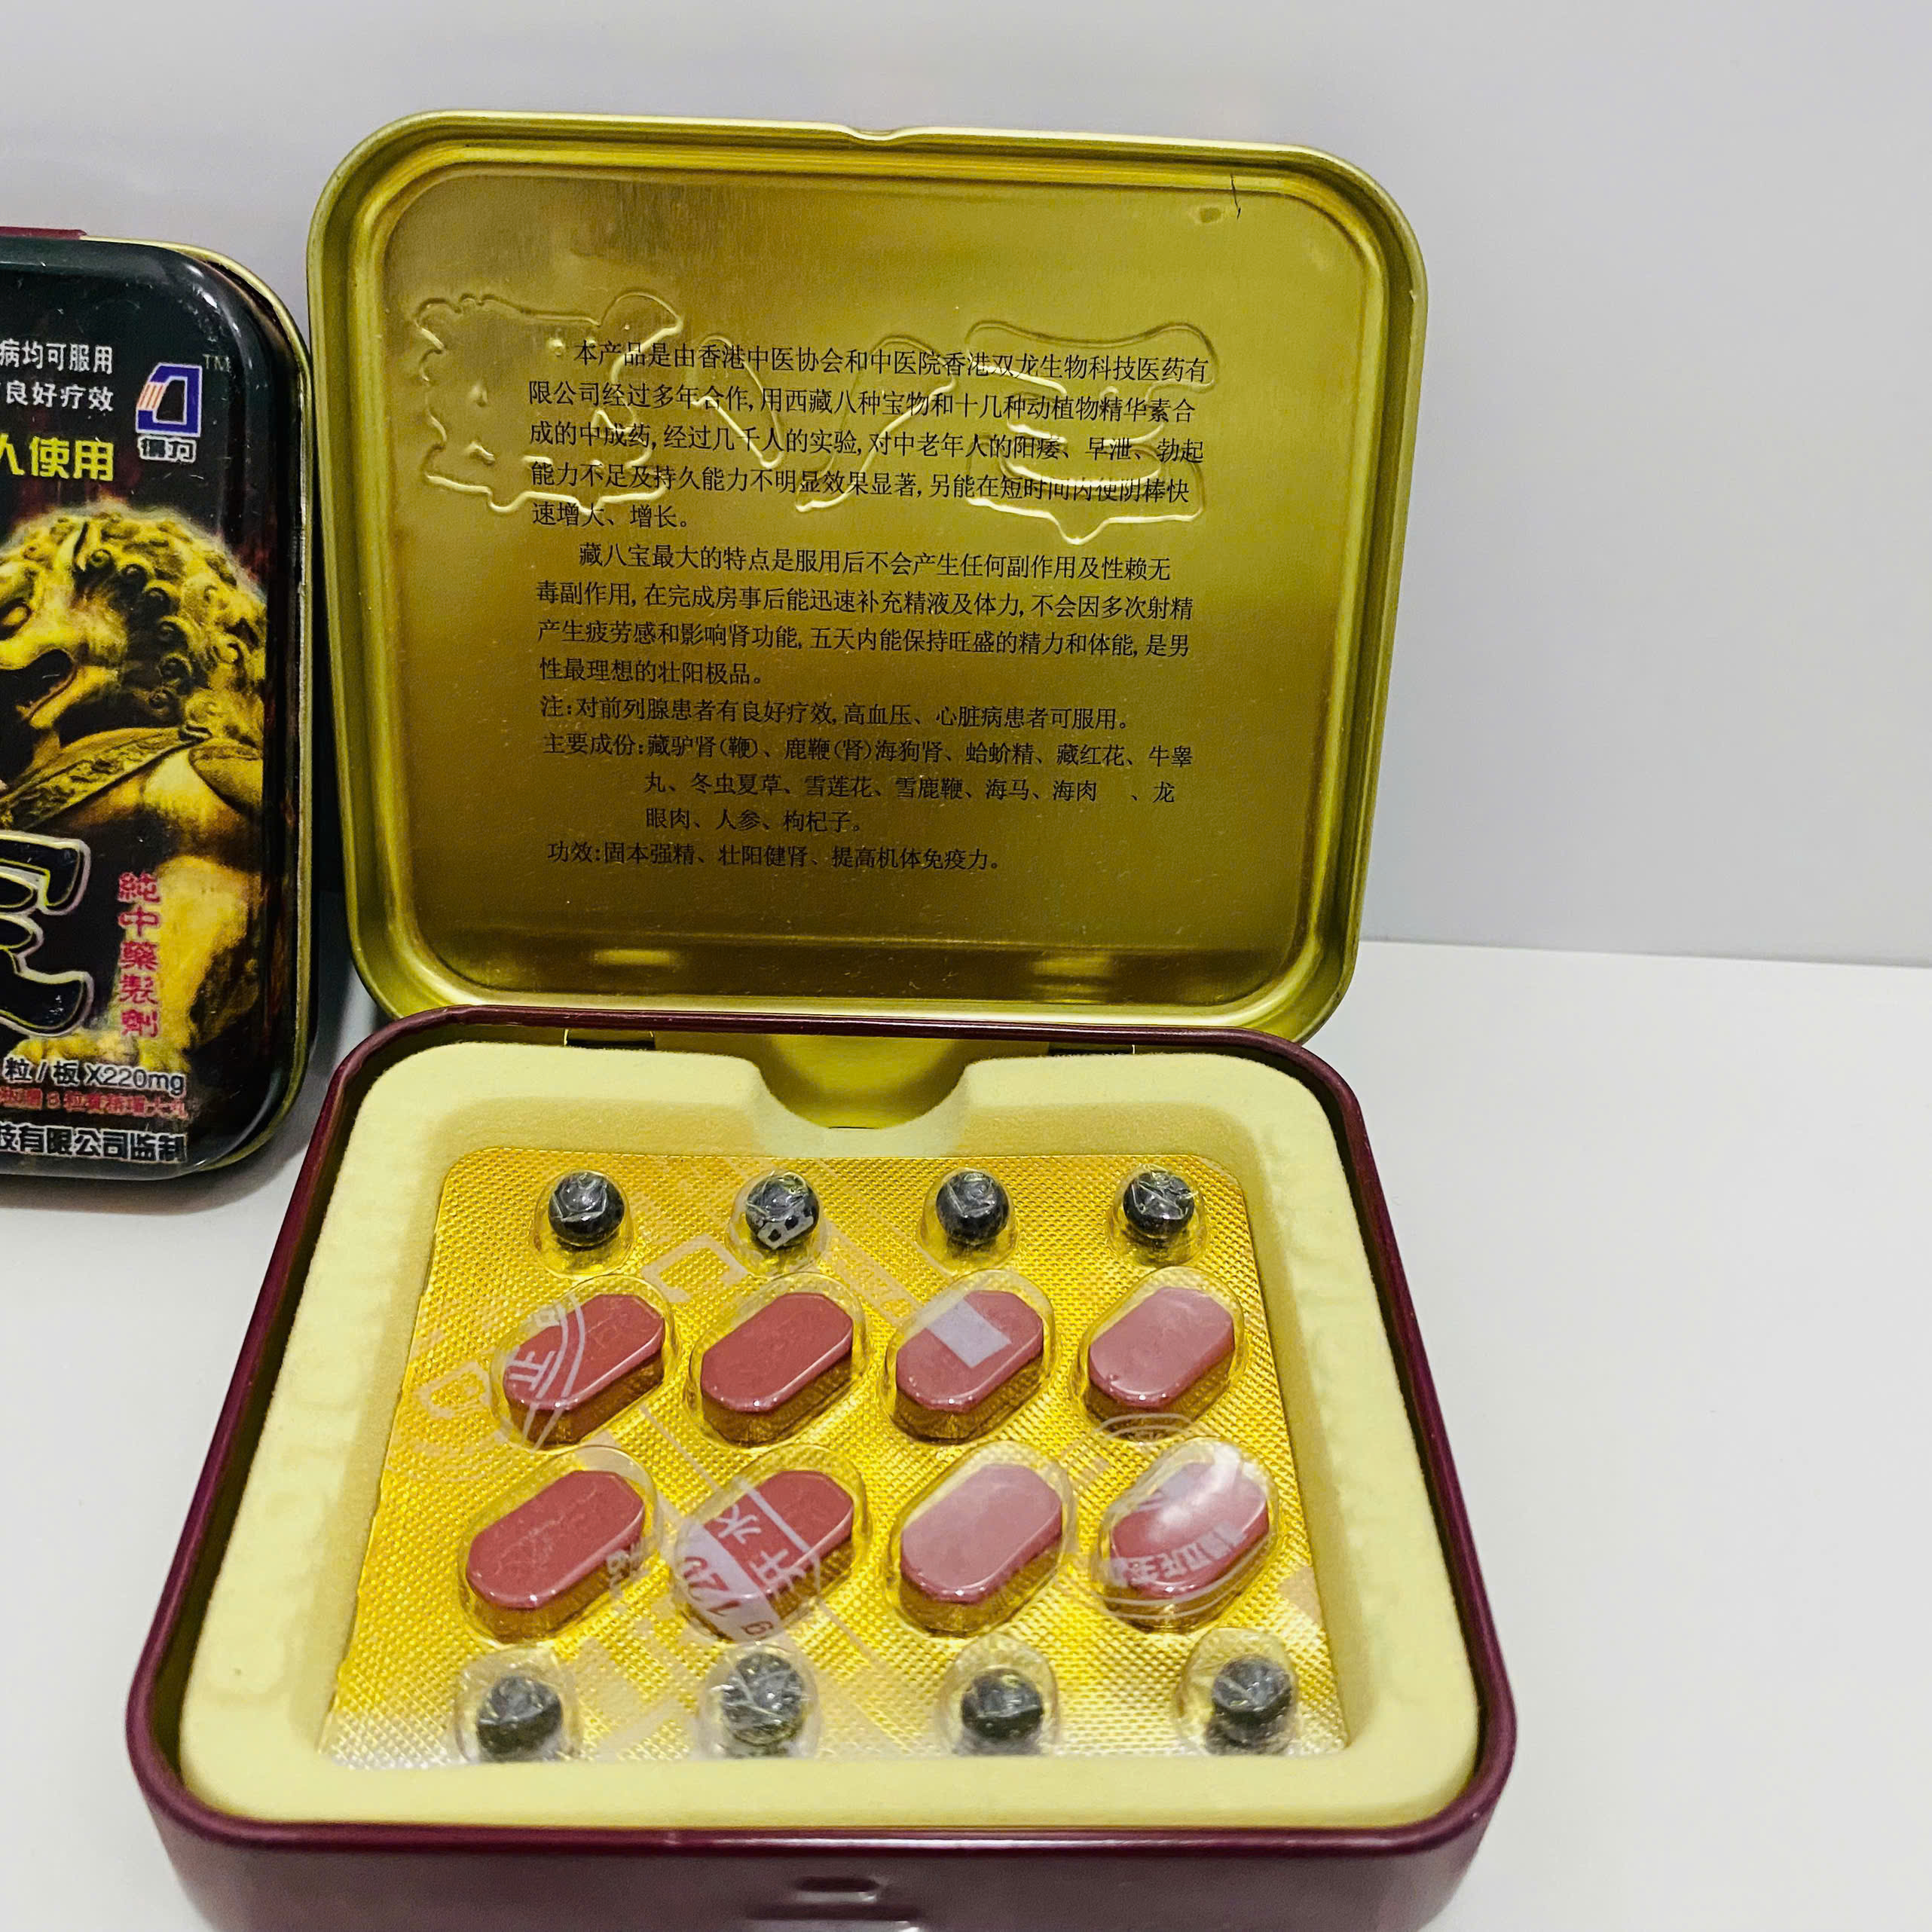 病均可服用
良好疗效
TM
德力
人使用
純中藥製劑
粒/板X220mg
技有限公司监制
藏八宝
本产品是由香港中医协会和中医院香港双龙生物科技医药有
限公司经过多年合作,用西藏八种宝物和十几种动植物精华素合
成的中成药,经过几千人的实验,对中老年人的阳痿、早泄、勃起
能力不足及持久能力不明显效果显著,另能在短时间内使阴棒快
速增大、增长。
藏八宝最大的特点是服用后不会产生任何副作用及性赖无
毒副作用,在完成房事后能迅速补充精液及体力,不会因多次射精
产生疲劳感和影响肾功能,五天内能保持旺盛的精力和体能,是男
性最理想的壮阳极品。
注:对前列腺患者有良好疗效,高血压、心脏病患者可服用。
主要成份:藏驴肾(鞭)、鹿鞭(肾)海狗肾、蛤蚧精、藏红花、牛睾
丸、冬虫夏草、雪莲花、雪鹿鞭、海马、海肉 、龙
眼肉、人参、枸杞子。
功效:固本强精、壮阳健肾、提高机体免疫力。